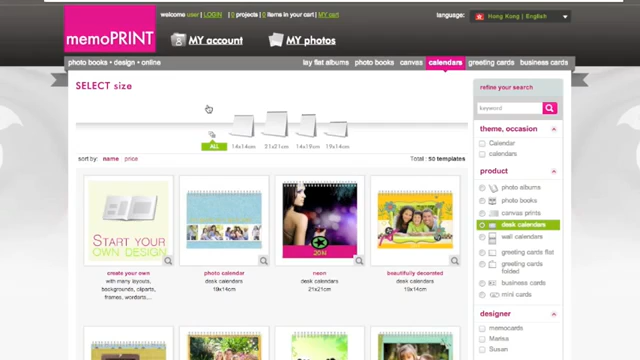 memoPRINT
welcome user | LOGIN | 0 projects | 0 items in your cart | MY cart
language: Hong Kong | English
MY account
MY photos
photo books • design • online
lay flat albums photo books canvas calendars greeting cards business cards
SELECT size
ALL 14x14cm 21x21cm 14x19cm 19x14cm
sort by: name price
Total : 50 templates
START YOUR OWN DESIGN
create your own
with many layouts,
backgrounds, cliparts,
frames, wordarts...
photo calendar
desk calendars
19x14cm
2014
neon
desk calendars
21x21cm
beautifully decorated
desk calendars
19x14cm
refine your search
keyword
theme, occasion
Calendar
calendars
product
photo albums
photo books
canvas prints
desk calendars
wall calendars
greeting cards flat
greeting cards
folded
business cards
mini cards
designer
memocards
Marisa
Susan